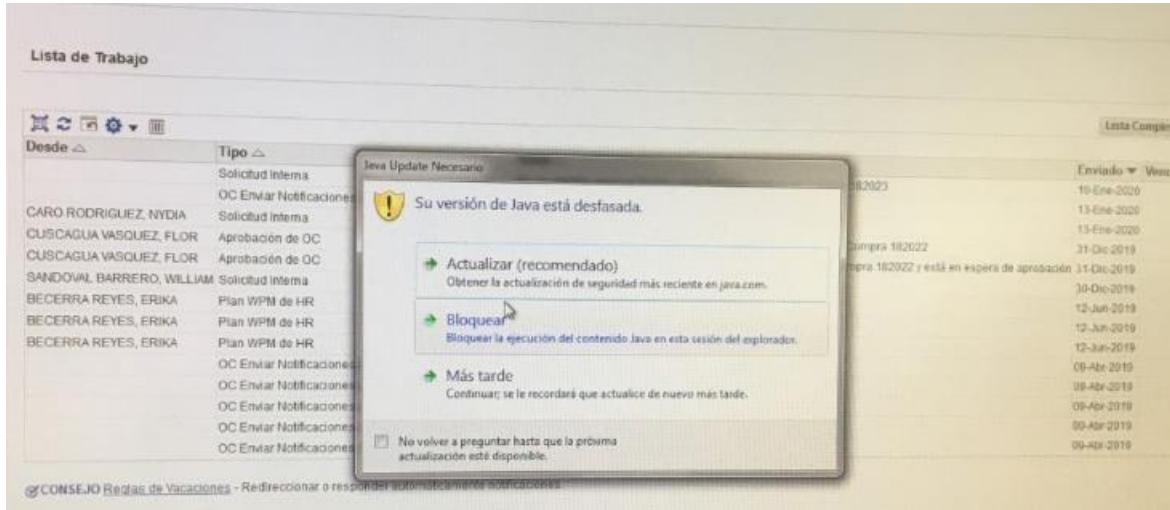 Lista de Trabajo
Lista
Desde Tipo Enviado
Solicitud Interna 182023 10-Ene-2020
OC Enviar Notificaciones 13-Ene-2020
CARO RODRIGUEZ, NYDIA Solicitud Interna 13-Ene-2020
CUSCAGUA VASQUEZ, FLOR Aprobación de OC 182022 31-Dic-2019
CUSCAGUA VASQUEZ, FLOR Aprobación de OC 182022 y está en espera de aprobación 31-Dic-2019
SANDOVAL BARRERO, WILLIAM Solicitud Interna 30-Dic-2019
BECERRA REYES, ERIKA Plan WPM de HR 12-Jun-2019
BECERRA REYES, ERIKA Plan WPM de HR 12-Jun-2019
BECERRA REYES, ERIKA Plan WPM de HR 12-Jun-2019
OC Enviar Notificaciones 09-Abr-2019
OC Enviar Notificaciones 09-Abr-2019
OC Enviar Notificaciones 09-Abr-2019
OC Enviar Notificaciones 09-Abr-2019
OC Enviar Notificaciones 09-Abr-2019
CONSEJO Reglas de Vacaciones - Redireccionar o responder automáticamente notificaciones.
Java Update Necesario
Su versión de Java está desfasada.
Actualizar (recomendado)
Obtener la actualización de seguridad más reciente en java.com.
Bloquear
Bloquear la ejecución del contenido Java en esta sesión del explorador.
Más tarde
Continuar; se le recordará que actualice de nuevo más tarde.
No volver a preguntar hasta que la próxima
actualización esté disponible.